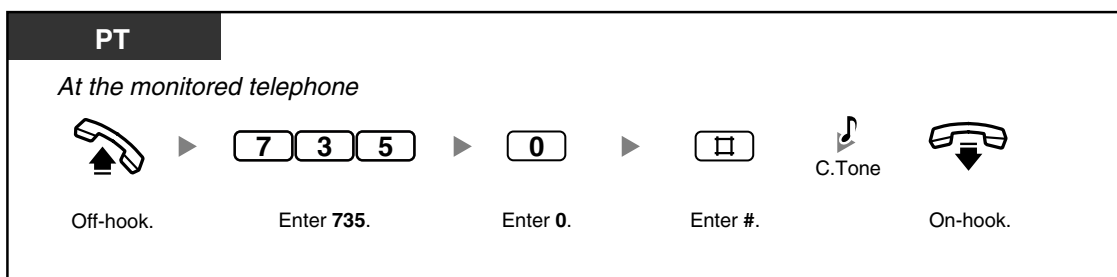 PT
At the monitored telephone
7 3 5 0 #
C.Tone
Off-hook. Enter 735. Enter 0. Enter #. On-hook.